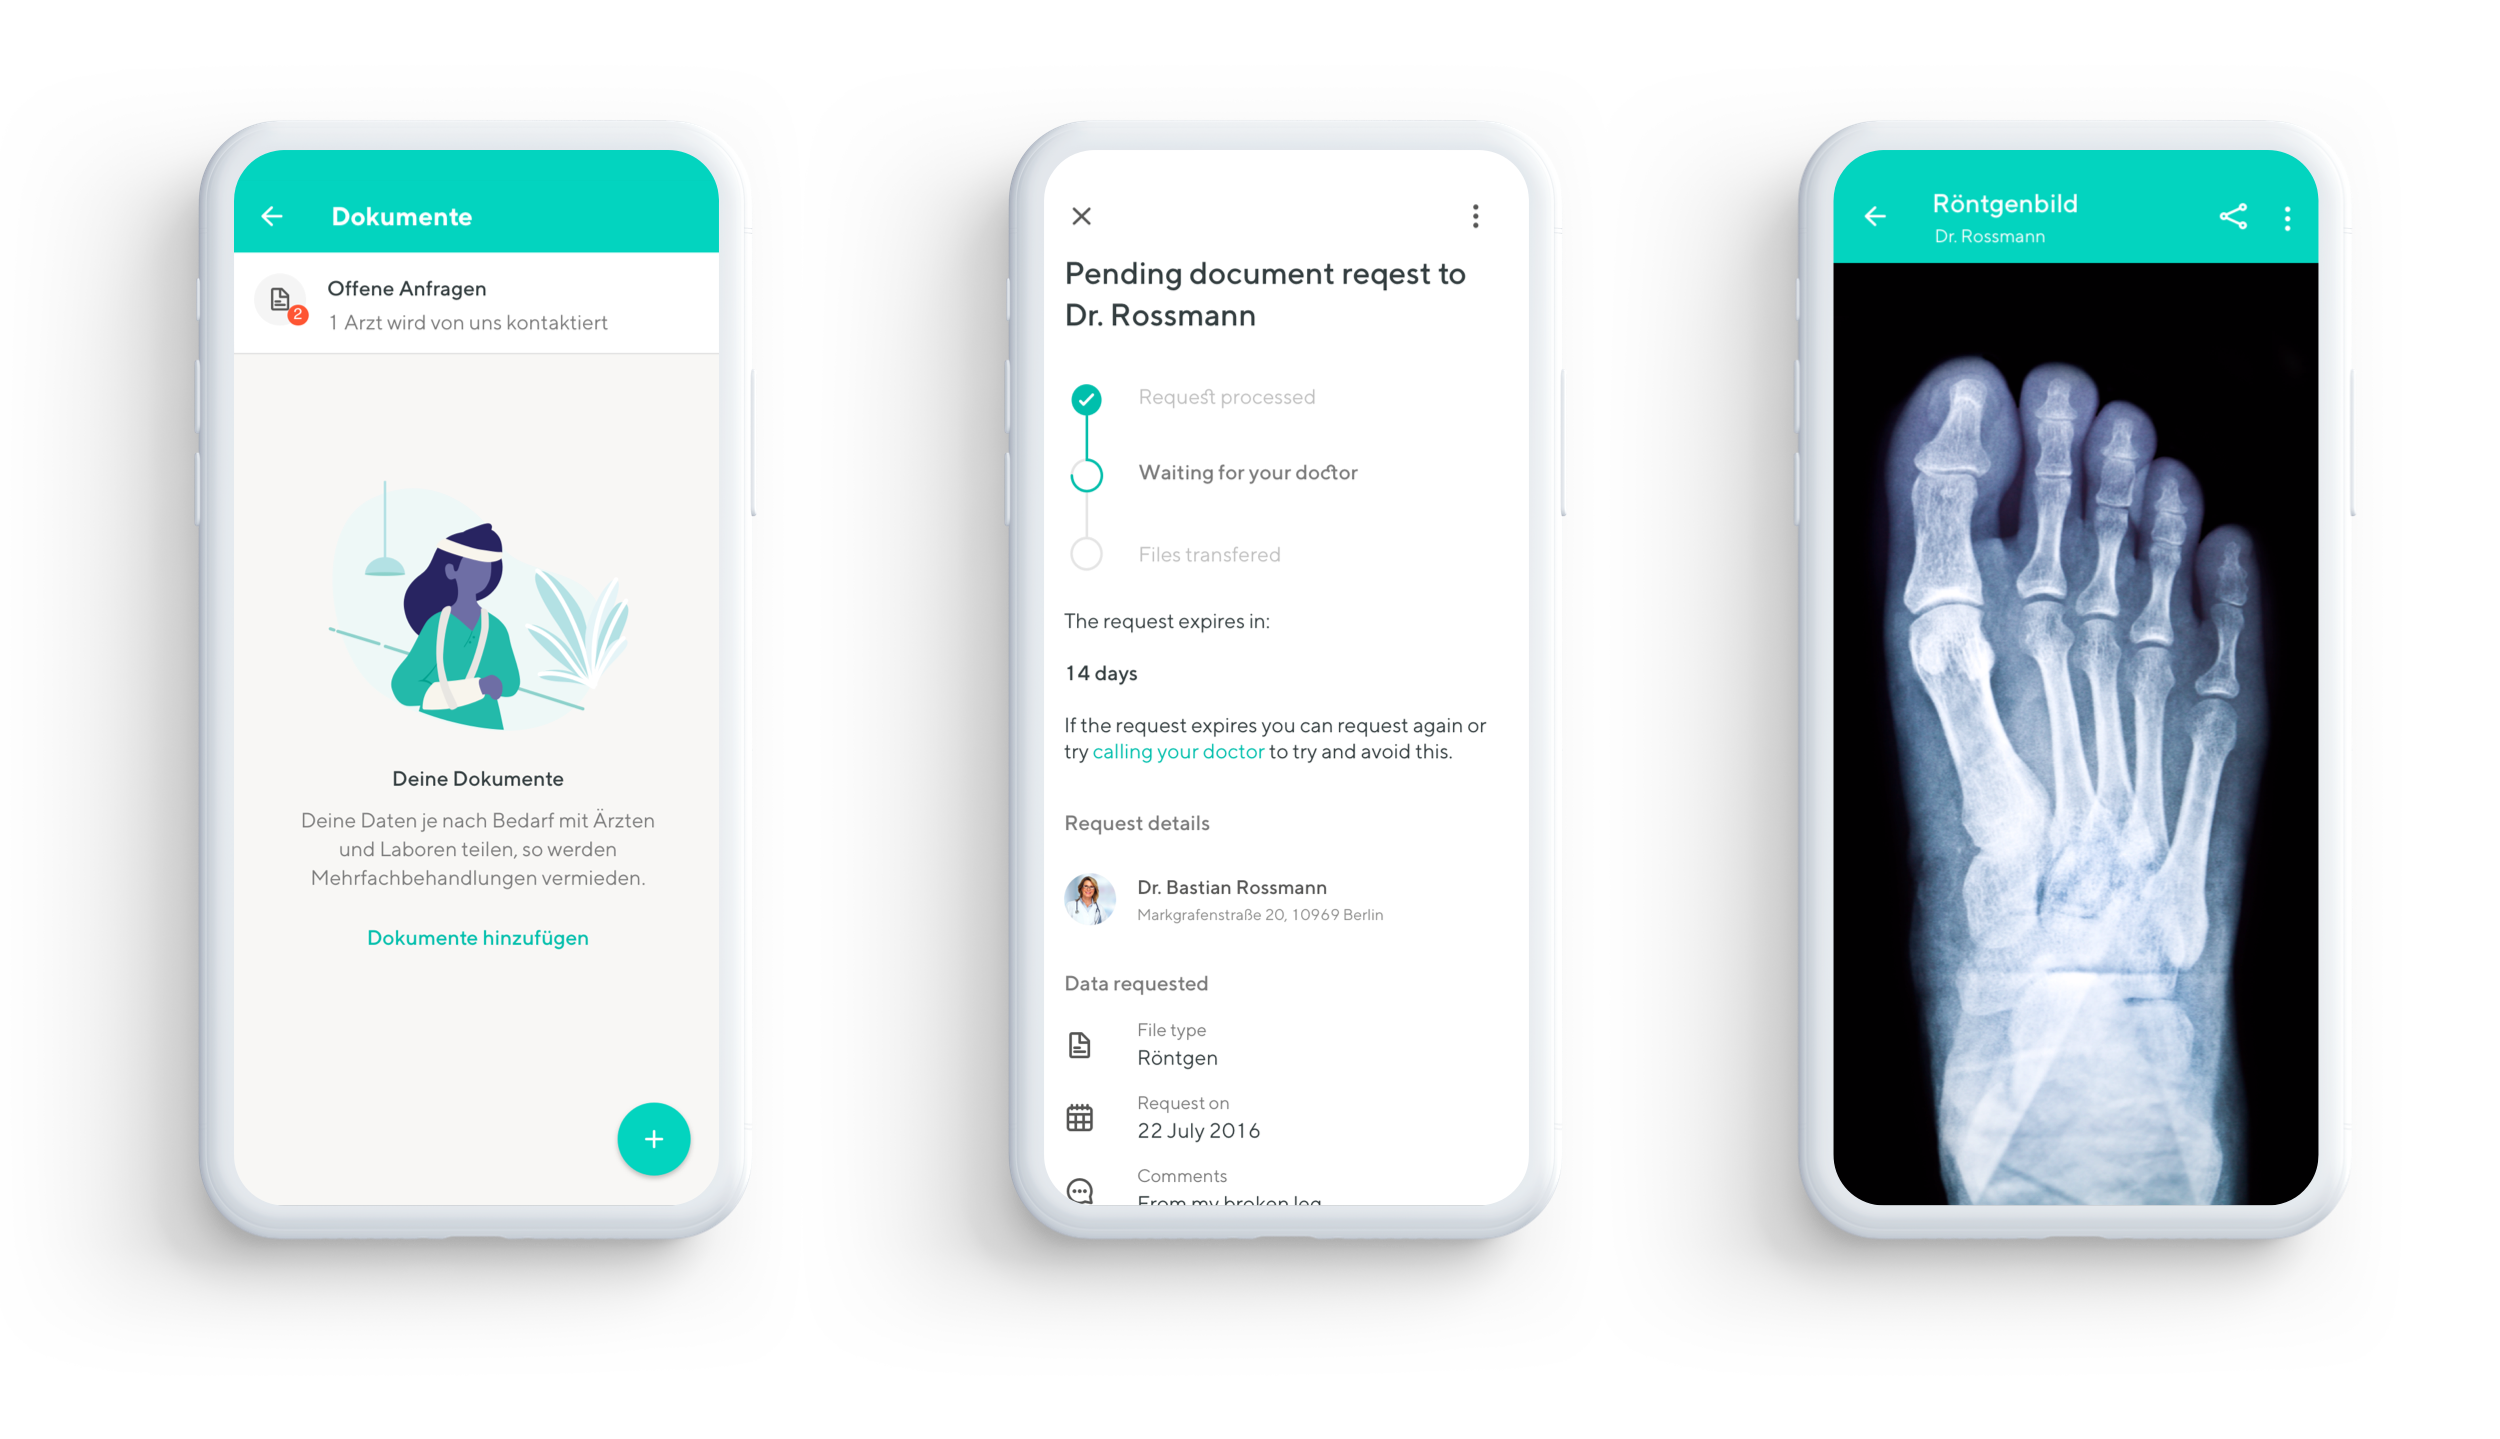 Dokumente
Offene Anfragen
2
1 Arzt wird von uns kontaktiert
Deine Dokumente
Deine Daten je nach Bedarf mit Ärzten
und Laboren teilen, so werden
Mehrfachbehandlungen vermieden.
Dokumente hinzufügen
Pending document reqest to
Dr. Rossmann
Request processed
Waiting for your doctor
Files transfered
The request expires in:
14 days
If the request expires you can request again or
try calling your doctor to try and avoid this.
Request details
Dr. Bastian Rossmann
Markgrafenstraße 20, 10969 Berlin
Data requested
File type
Röntgen
Request on
22 July 2016
Comments
From my broken leg
Röntgenbild
Dr. Rossmann